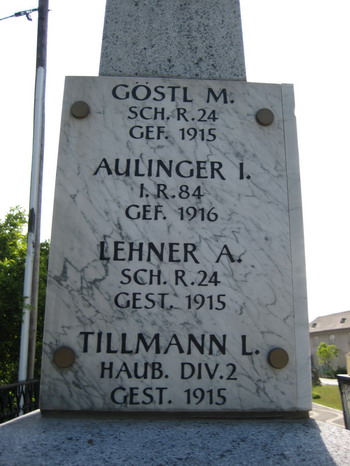 GÖSTL M.
SCH. R. 24
GEF. 1915
AULINGER I.
I. R. 84
GEF. 1916
LEHNER A.
SCH. R. 24
GEST. 1915
TILLMANN L.
HAUB. DIV. 2
GEST. 1915